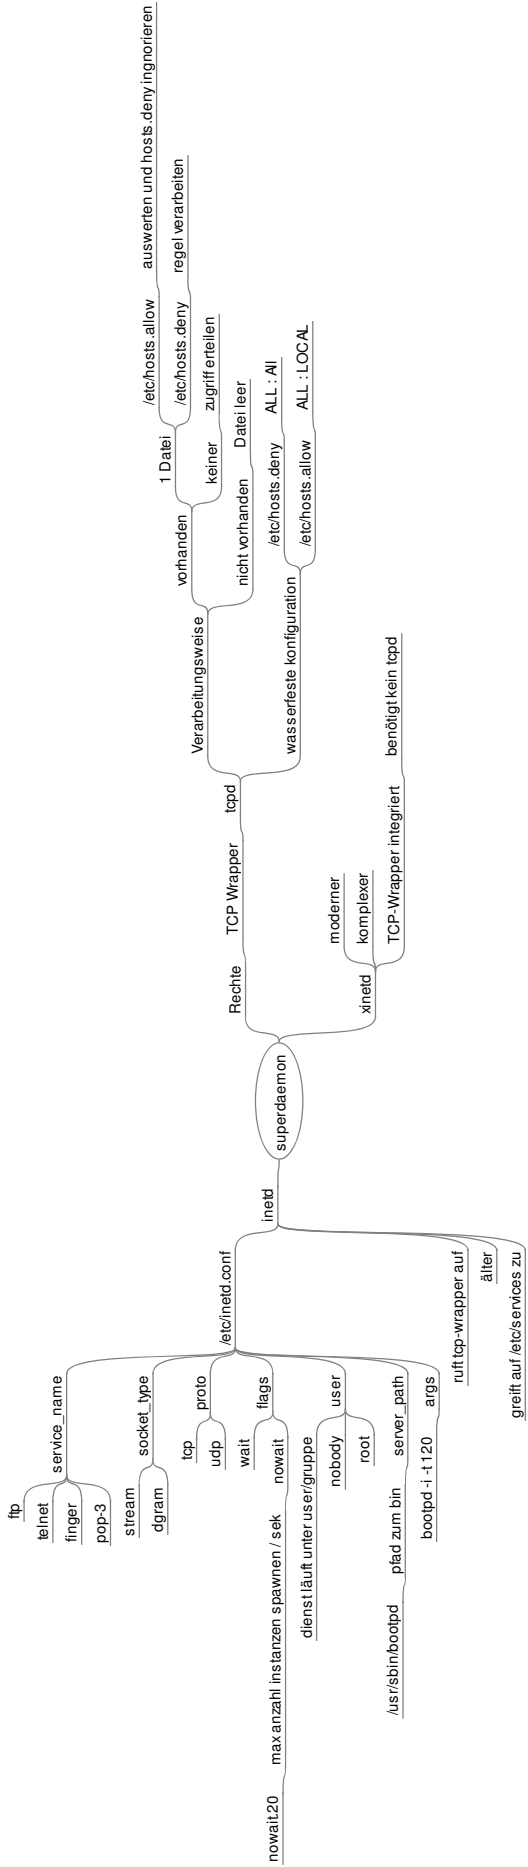 superdaemon
inetd
/etc/inetd.conf
service_name
ftp
telnet
finger
pop-3
socket_type
stream
dgram
proto
tcp
udp
flags
wait
nowait
max anzahl instanzen spawnen / sek
nowait.20
user
dienst läuft unter user/gruppe
nobody
root
server_path
pfad zum bin
/usr/sbin/bootpd
args
bootpd -i -t 120
ruft tcp-wrapper auf
älter
greift auf /etc/services zu
Rechte
TCP Wrapper
tcpd
Verarbeitungsweise
vorhanden
1 Datei
/etc/hosts.allow
auswerten und hosts.deny ingnorieren
/etc/hosts.deny
regel verarbeiten
keiner
zugriff erteilen
nicht vorhanden
Datei leer
wasserfeste konfiguration
/etc/hosts.deny
ALL : All
/etc/hosts.allow
ALL : LOCAL
xinetd
moderner
komplexer
TCP-Wrapper integriert
benötigt kein tcpd